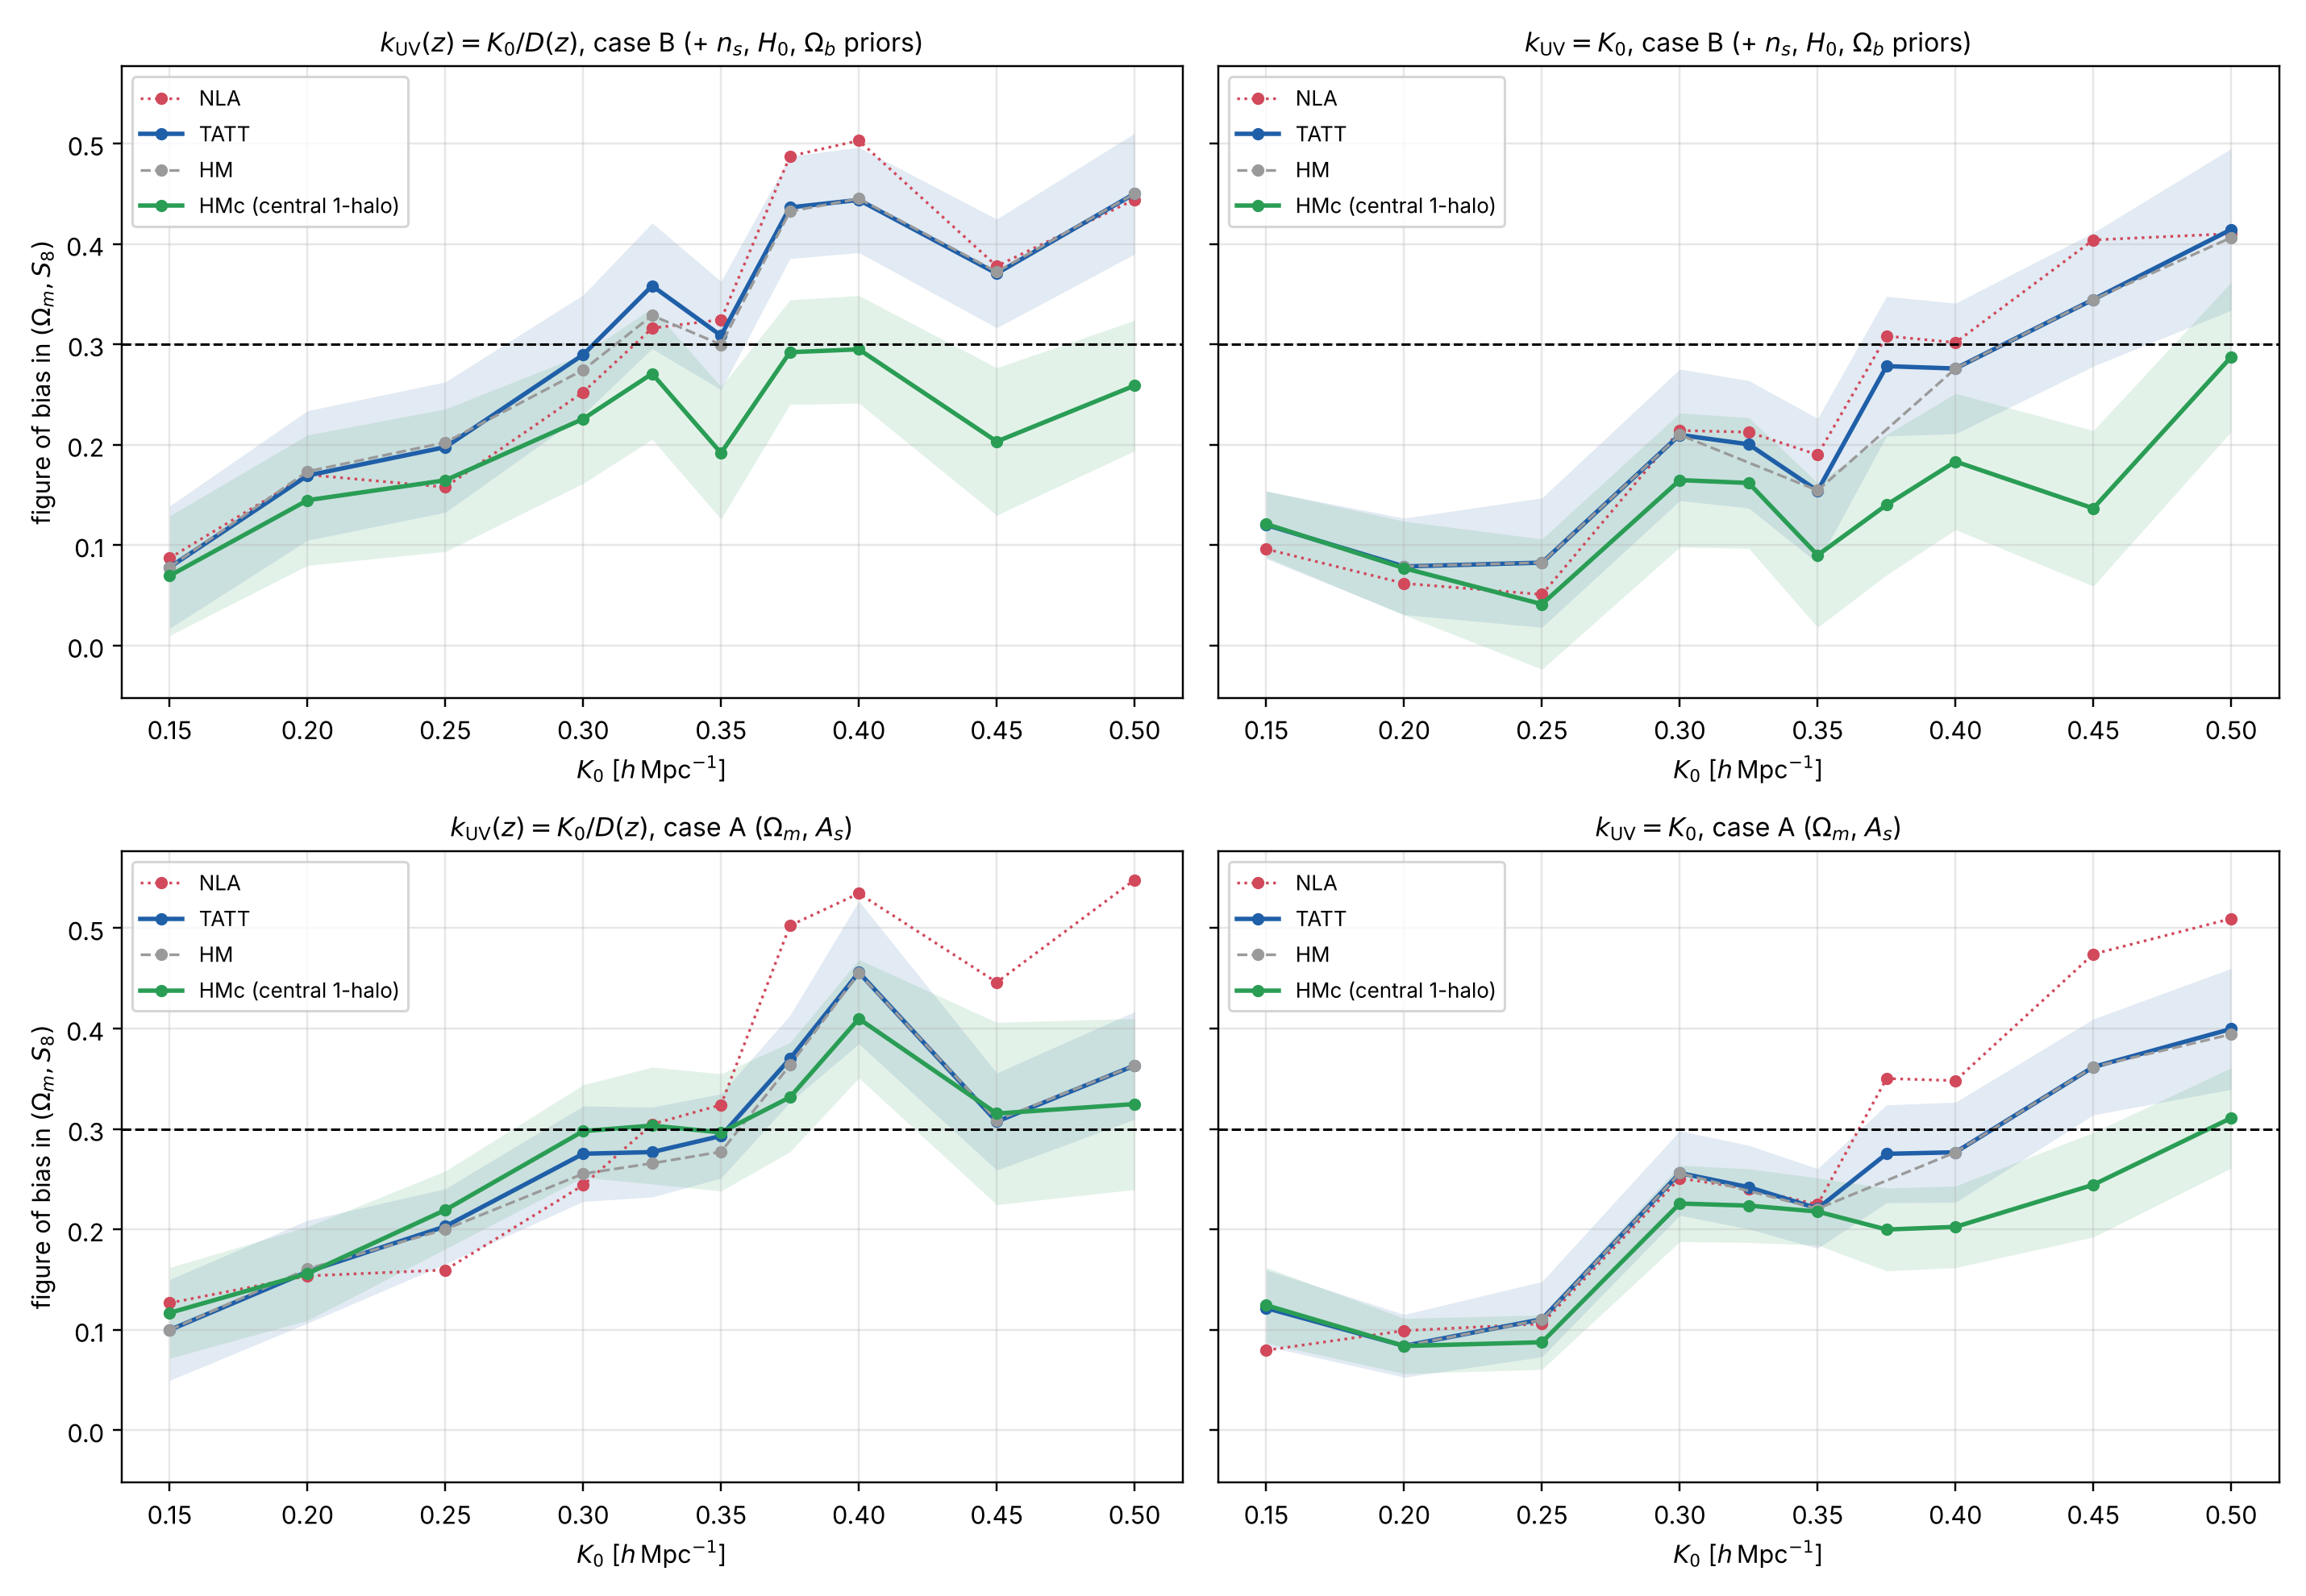 k_UV(z) = K_0/D(z), case B (+ n_s, H_0, Ω_b priors)
NLA
TATT
HM
HMc (central 1-halo)
0.5
0.4
0.3
0.2
0.1
0.0
figure of bias in (Ω_m, S_8)
0.15 0.20 0.25 0.30 0.35 0.40 0.45 0.50
K_0 [h Mpc⁻¹]
k_UV = K_0, case B (+ n_s, H_0, Ω_b priors)
NLA
TATT
HM
HMc (central 1-halo)
0.15 0.20 0.25 0.30 0.35 0.40 0.45 0.50
K_0 [h Mpc⁻¹]
k_UV(z) = K_0/D(z), case A (Ω_m, A_s)
NLA
TATT
HM
HMc (central 1-halo)
0.5
0.4
0.3
0.2
0.1
0.0
figure of bias in (Ω_m, S_8)
0.15 0.20 0.25 0.30 0.35 0.40 0.45 0.50
K_0 [h Mpc⁻¹]
k_UV = K_0, case A (Ω_m, A_s)
NLA
TATT
HM
HMc (central 1-halo)
0.15 0.20 0.25 0.30 0.35 0.40 0.45 0.50
K_0 [h Mpc⁻¹]